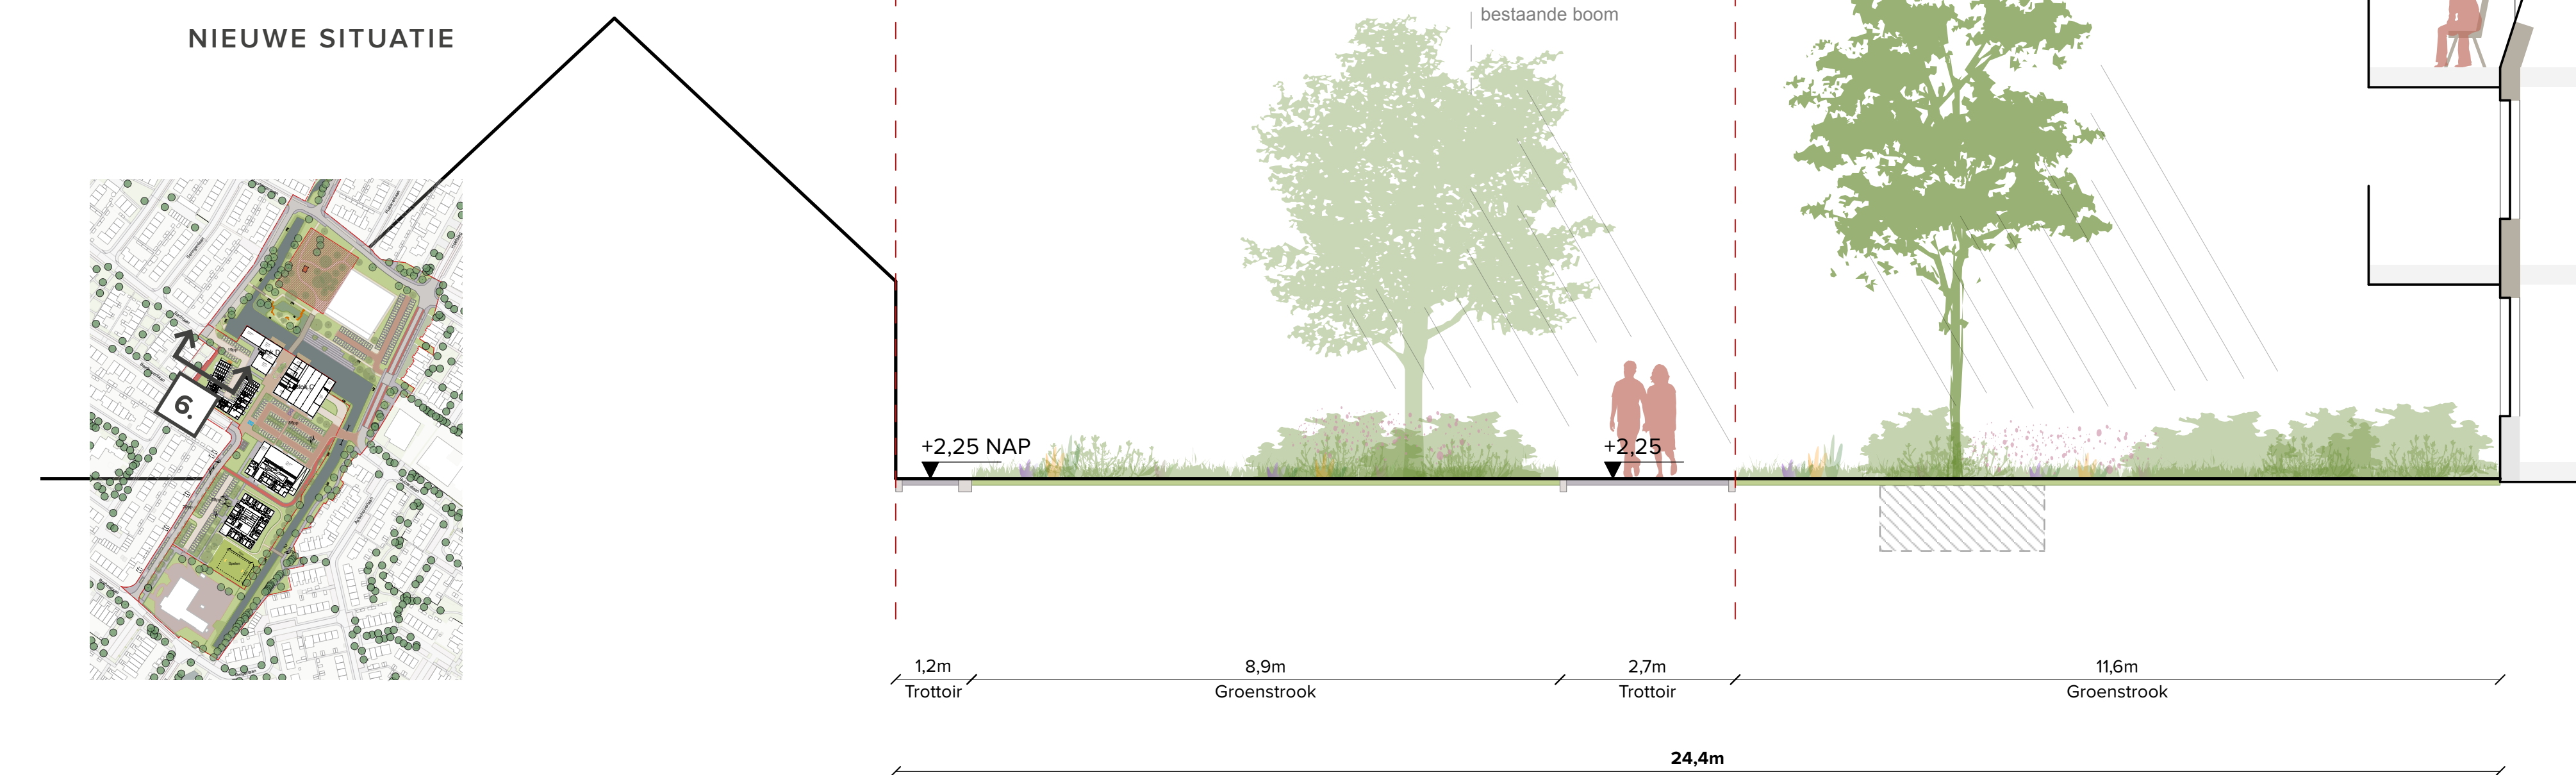 NIEUWE SITUATIE
bestaande boom
6.
+2,25 NAP
+2,25
1,2m
8,9m
2,7m
11,6m
Trottoir
Groenstrook
Trottoir
Groenstrook
24,4m